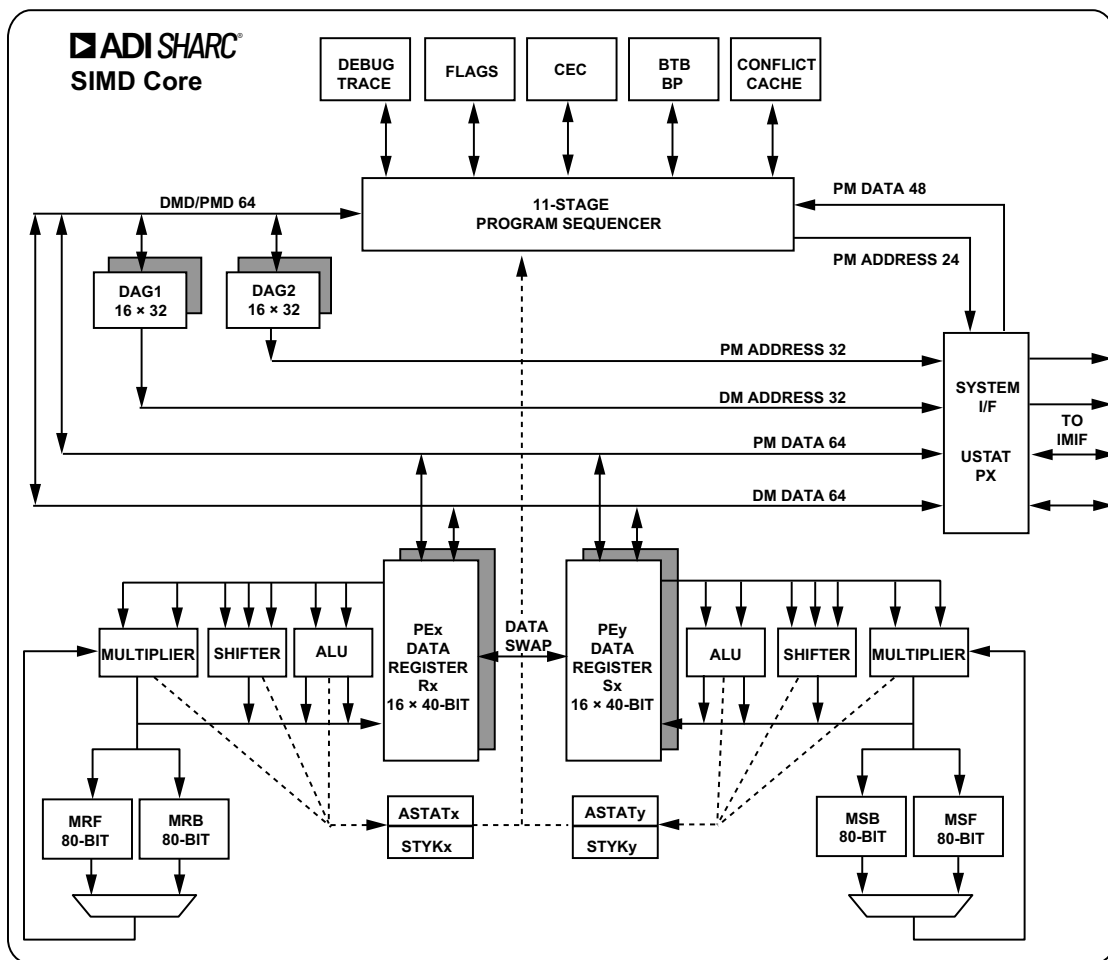 ADI SHARC®
SIMD Core
DEBUG
TRACE
FLAGS
CEC
BTB
BP
CONFLICT
CACHE
DMD/PMD 64
11-STAGE
PROGRAM SEQUENCER
PM DATA 48
PM ADDRESS 24
DAG1
16 × 32
DAG2
16 × 32
PM ADDRESS 32
DM ADDRESS 32
PM DATA 64
DM DATA 64
SYSTEM
I/F
USTAT
PX
TO
IMIF
MULTIPLIER
SHIFTER
ALU
PEx
DATA
REGISTER
Rx
16 × 40-BIT
DATA
SWAP
PEy
DATA
REGISTER
Sx
16 × 40-BIT
ALU
SHIFTER
MULTIPLIER
MRF
80-BIT
MRB
80-BIT
ASTATx
STYKx
ASTATy
STYKy
MSB
80-BIT
MSF
80-BIT